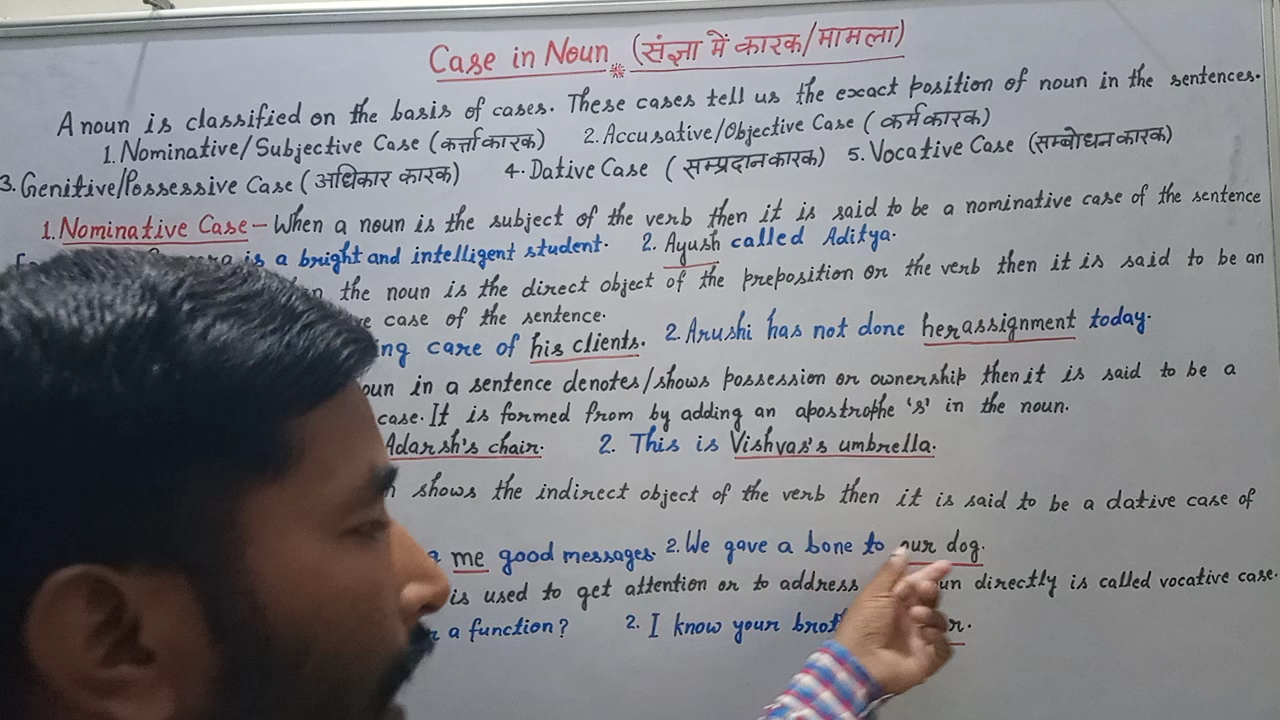 Case in Noun (संज्ञा में कारक/मामला)
A noun is classified on the basis of cases. These cases tell us the exact position of noun in the sentences.
1. Nominative/Subjective Case (कर्त्ता कारक) 2. Accusative/Objective Case (कर्म कारक)
3. Genitive/Possessive Case (अधिकार कारक) 4. Dative Case (सम्प्रदान कारक) 5. Vocative Case (सम्बोधन कारक)
1. Nominative Case - When a noun is the subject of the verb then it is said to be a nominative case of the sentence
is a bright and intelligent student. 2. Ayush called Aditya.
the noun is the direct object of the preposition or the verb then it is said to be an
case of the sentence.
care of his clients. 2. Arushi has not done her assignment today.
in a sentence denotes/shows possession or ownership then it is said to be a
case. It is formed from by adding an apostrophe 's' in the noun.
Adarsh's chair. 2. This is Vishvas's umbrella.
shows the indirect object of the verb then it is said to be a dative case of
me good messages. 2. We gave a bone to our dog.
is used to get attention or to address directly is called vocative case.
a function? 2. I know your